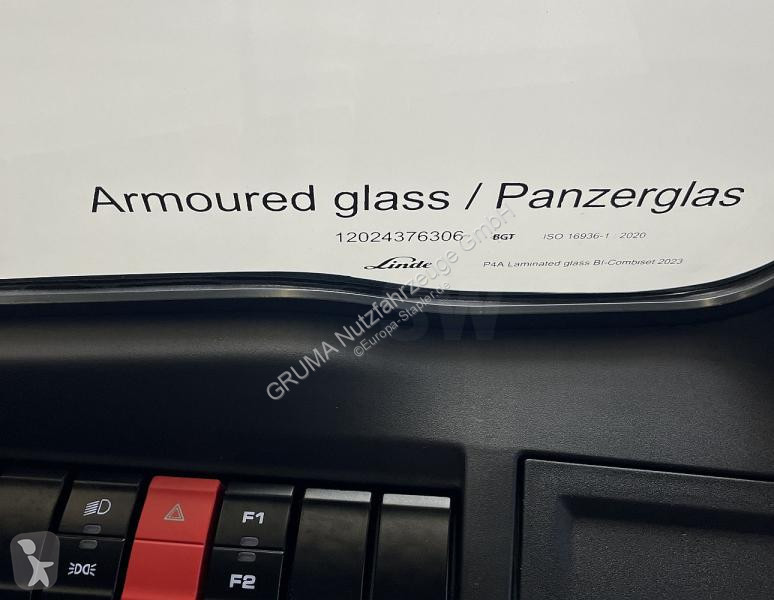 Armoured glass / Panzerglas
12024376306 BGT ISO 16936-1 : 2020
Linde P4A Laminated glass BI-Combiset 2023
GRUMA Nutzfahrzeuge GmbH
©Europa-Stapler.de
F1
F2